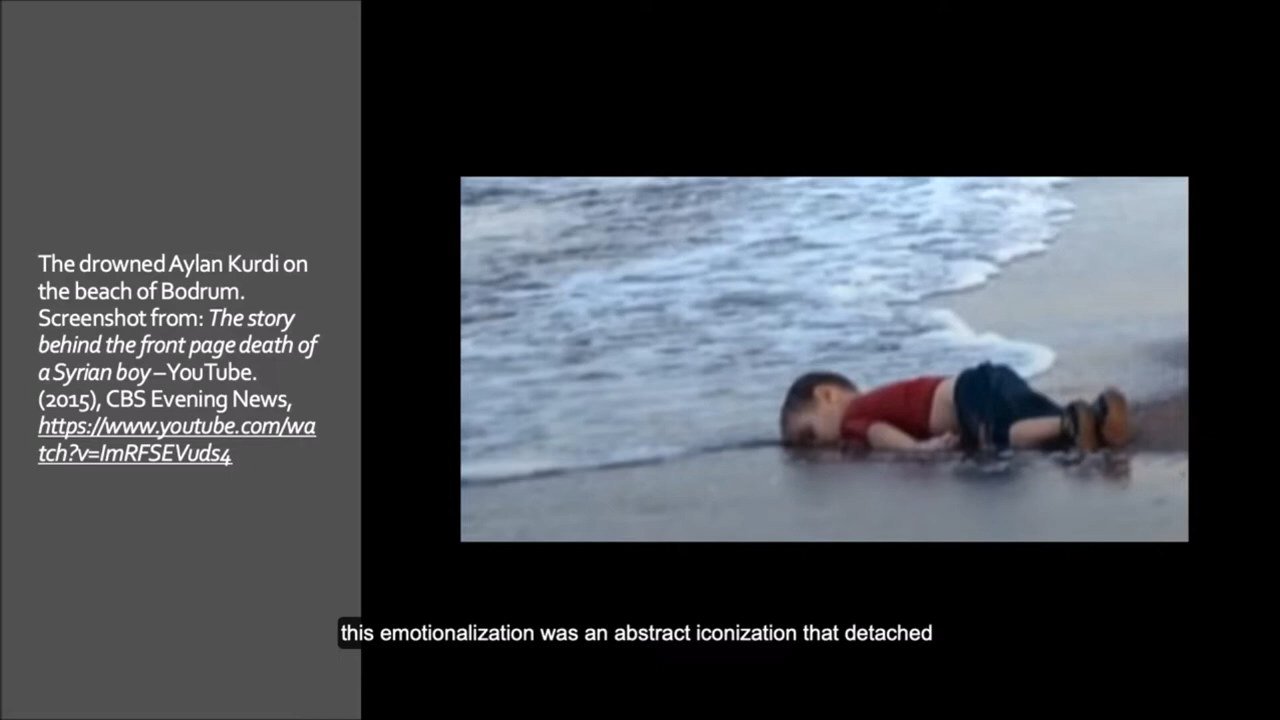 The drowned Aylan Kurdi on
the beach of Bodrum.
Screenshot from: The story
behind the front page death of
a Syrian boy – YouTube.
(2015), CBS Evening News,
https://www.youtube.com/wa
tch?v=ImRFSEVuds4
this emotionalization was an abstract iconization that detached